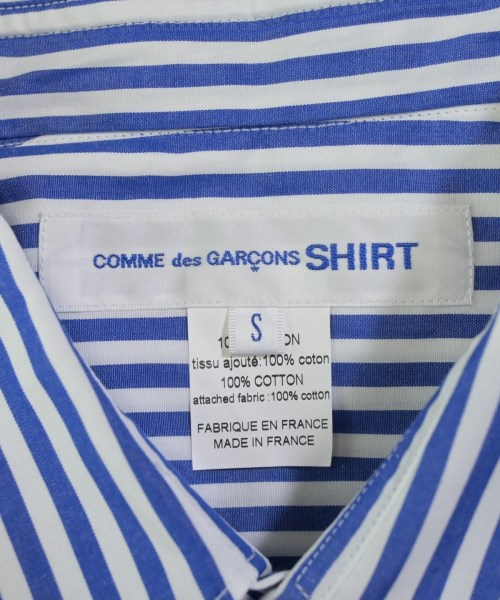 COMME des GARÇONS SHIRT
S
tissu ajouté:100% coton
100% COTTON
attached fabric :100% cotton
FABRIQUE EN FRANCE
MADE IN FRANCE